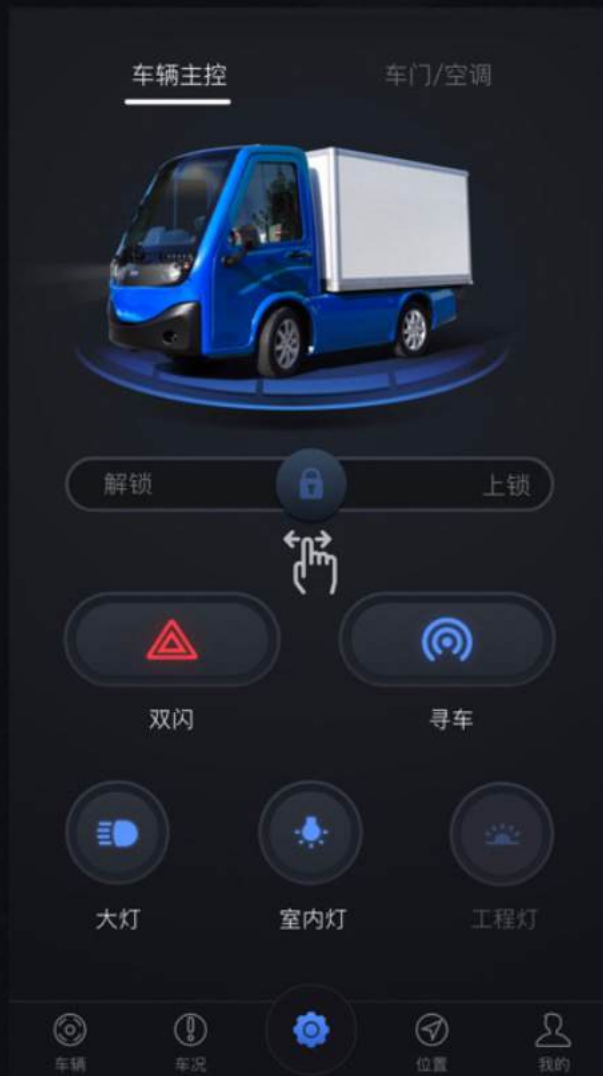 车辆主控
车门/空调
解锁
上锁
双闪
寻车
大灯
室内灯
工程灯
车辆
车况
位置
我的